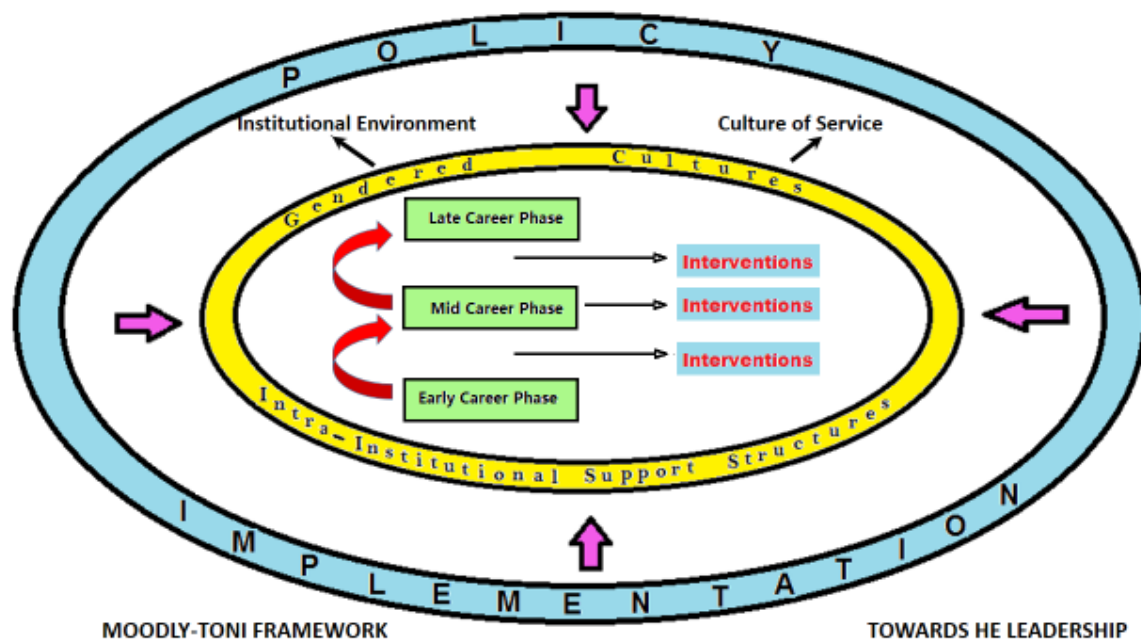 POLICY
Institutional Environment
Culture of Service
Gendered Cultures
Late Career Phase
Interventions
Mid Career Phase
Interventions
Interventions
Early Career Phase
Intra-Institutional Support Structures
IMPLEMENTATION
MOODLY-TONI FRAMEWORK
TOWARDS HE LEADERSHIP